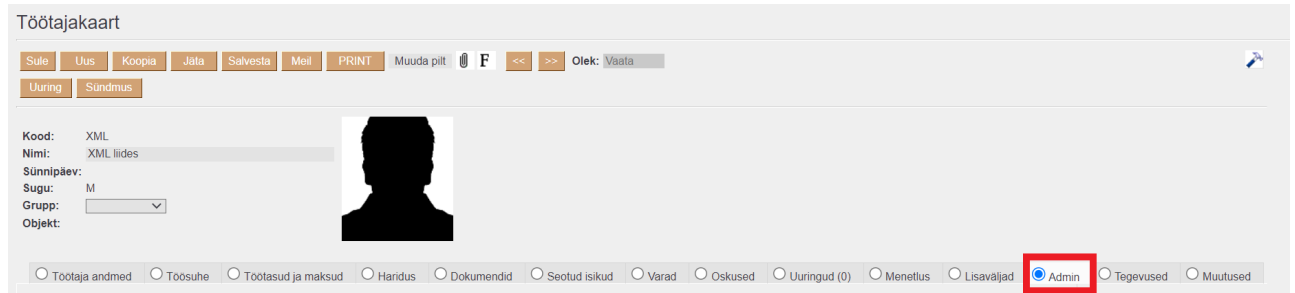 Töötajakaart
Sule Uus Koopia Jäta Salvesta Meil PRINT Muuda pilt F << >> Olek: Vaata
Uuring Sündmus
Kood: XML
Nimi: XML liides
Sünnipäev:
Sugu: M
Grupp:
Objekt:
Töötaja andmed Töösuhe Töötasud ja maksud Haridus Dokumendid Seotud isikud Varad Oskused Uuringud (0) Menetlus Lisaväljad Admin Tegevused Muutused